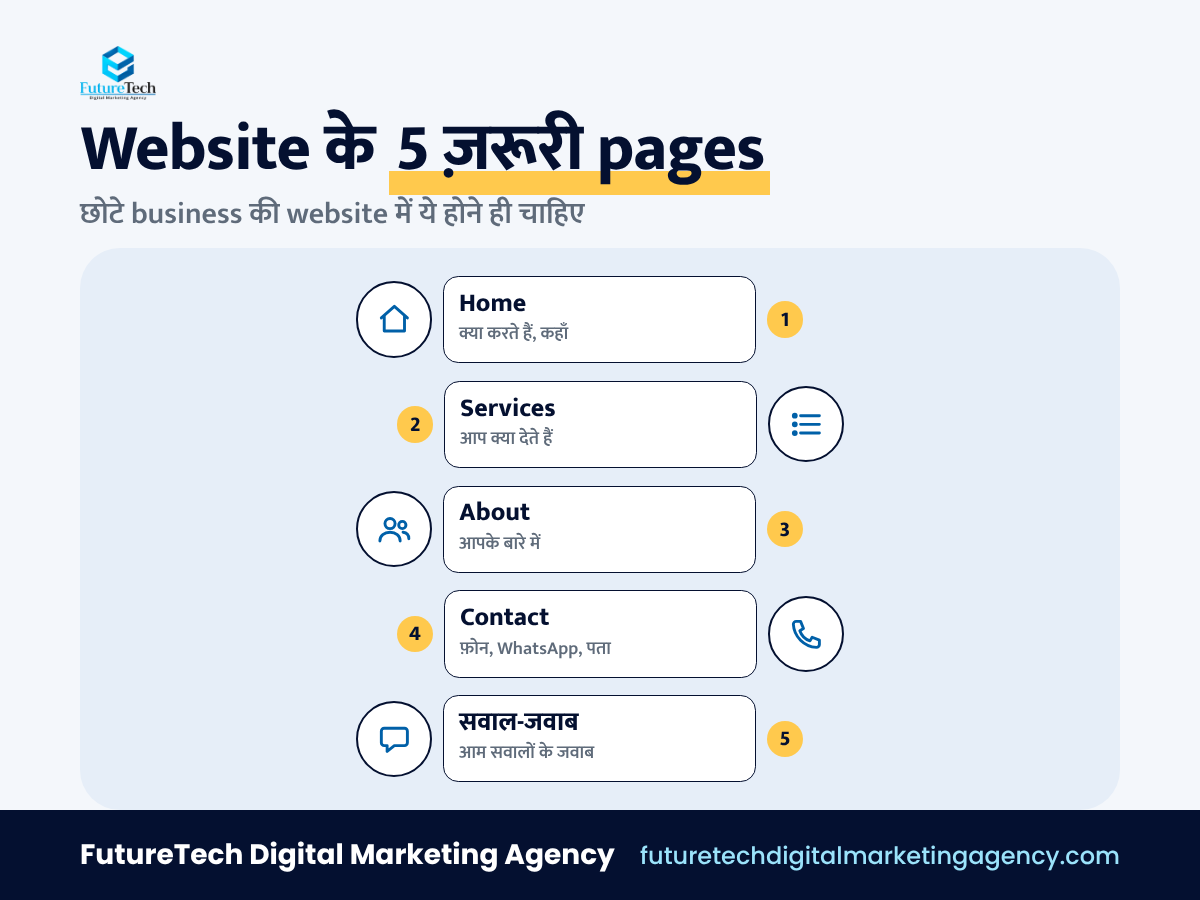 FutureTech
Digital Marketing Agency
Website के 5 ज़रूरी pages
छोटे business की website में ये होने ही चाहिए
Home
क्या करते हैं, कहाँ
1
2
Services
आप क्या देते हैं
About
आपके बारे में
3
4
Contact
फ़ोन, WhatsApp, पता
सवाल-जवाब
आम सवालों के जवाब
5
FutureTech Digital Marketing Agency futuretechdigitalmarketingagency.com